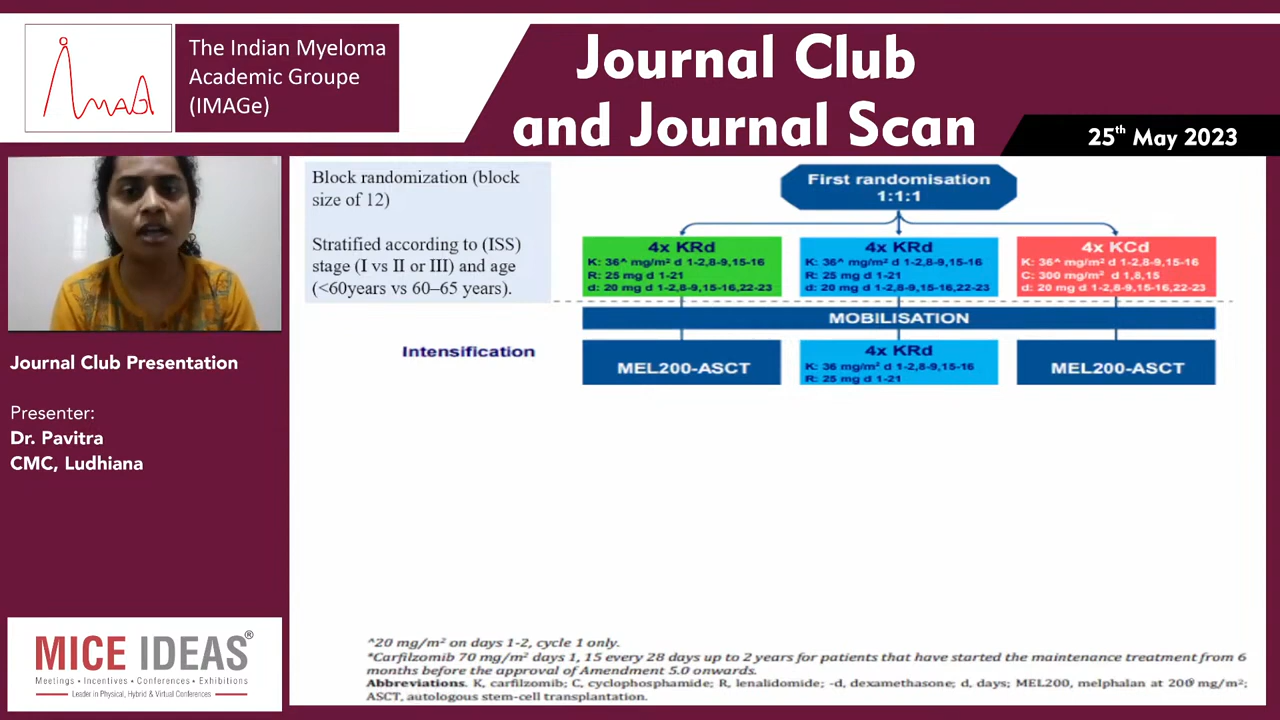 The Indian Myeloma
Academic Groupe
(IMAGe)
Journal Club
and Journal Scan
25th May 2023
Journal Club Presentation
Presenter:
Dr. Pavitra
CMC, Ludhiana
MICE IDEAS®
Meetings • Incentives • Conferences • Exhibitions
Leader in Physical, Hybrid & Virtual Conferences
Block randomization (block
size of 12)
Stratified according to (ISS)
stage (I vs II or III) and age
(<60years vs 60–65 years).
First randomisation
1:1:1
4x KRd
K: 36^ mg/m² d 1-2,8-9,15-16
R: 25 mg d 1-21
d: 20 mg d 1-2,8-9,15-16,22-23
4x KRd
K: 36^ mg/m² d 1-2,8-9,15-16
R: 25 mg d 1-21
d: 20 mg d 1-2,8-9,15-16,22-23
4x KCd
K: 36^ mg/m² d 1-2,8-9,15-16
C: 300 mg/m² d 1,8,15
d: 20 mg d 1-2,8-9,15-16,22-23
MOBILISATION
Intensification
MEL200-ASCT
4x KRd
K: 36 mg/m² d 1-2,8-9,15-16
R: 25 mg d 1-21
MEL200-ASCT
^20 mg/m² on days 1-2, cycle 1 only.
*Carfilzomib 70 mg/m² days 1, 15 every 28 days up to 2 years for patients that have started the maintenance treatment from 6
months before the approval of Amendment 5.0 onwards.
Abbreviations. K, carfilzomib; C, cyclophosphamide; R, lenalidomide; -d, dexamethasone; d, days; MEL200, melphalan at 200 mg/m²;
ASCT, autologous stem-cell transplantation.